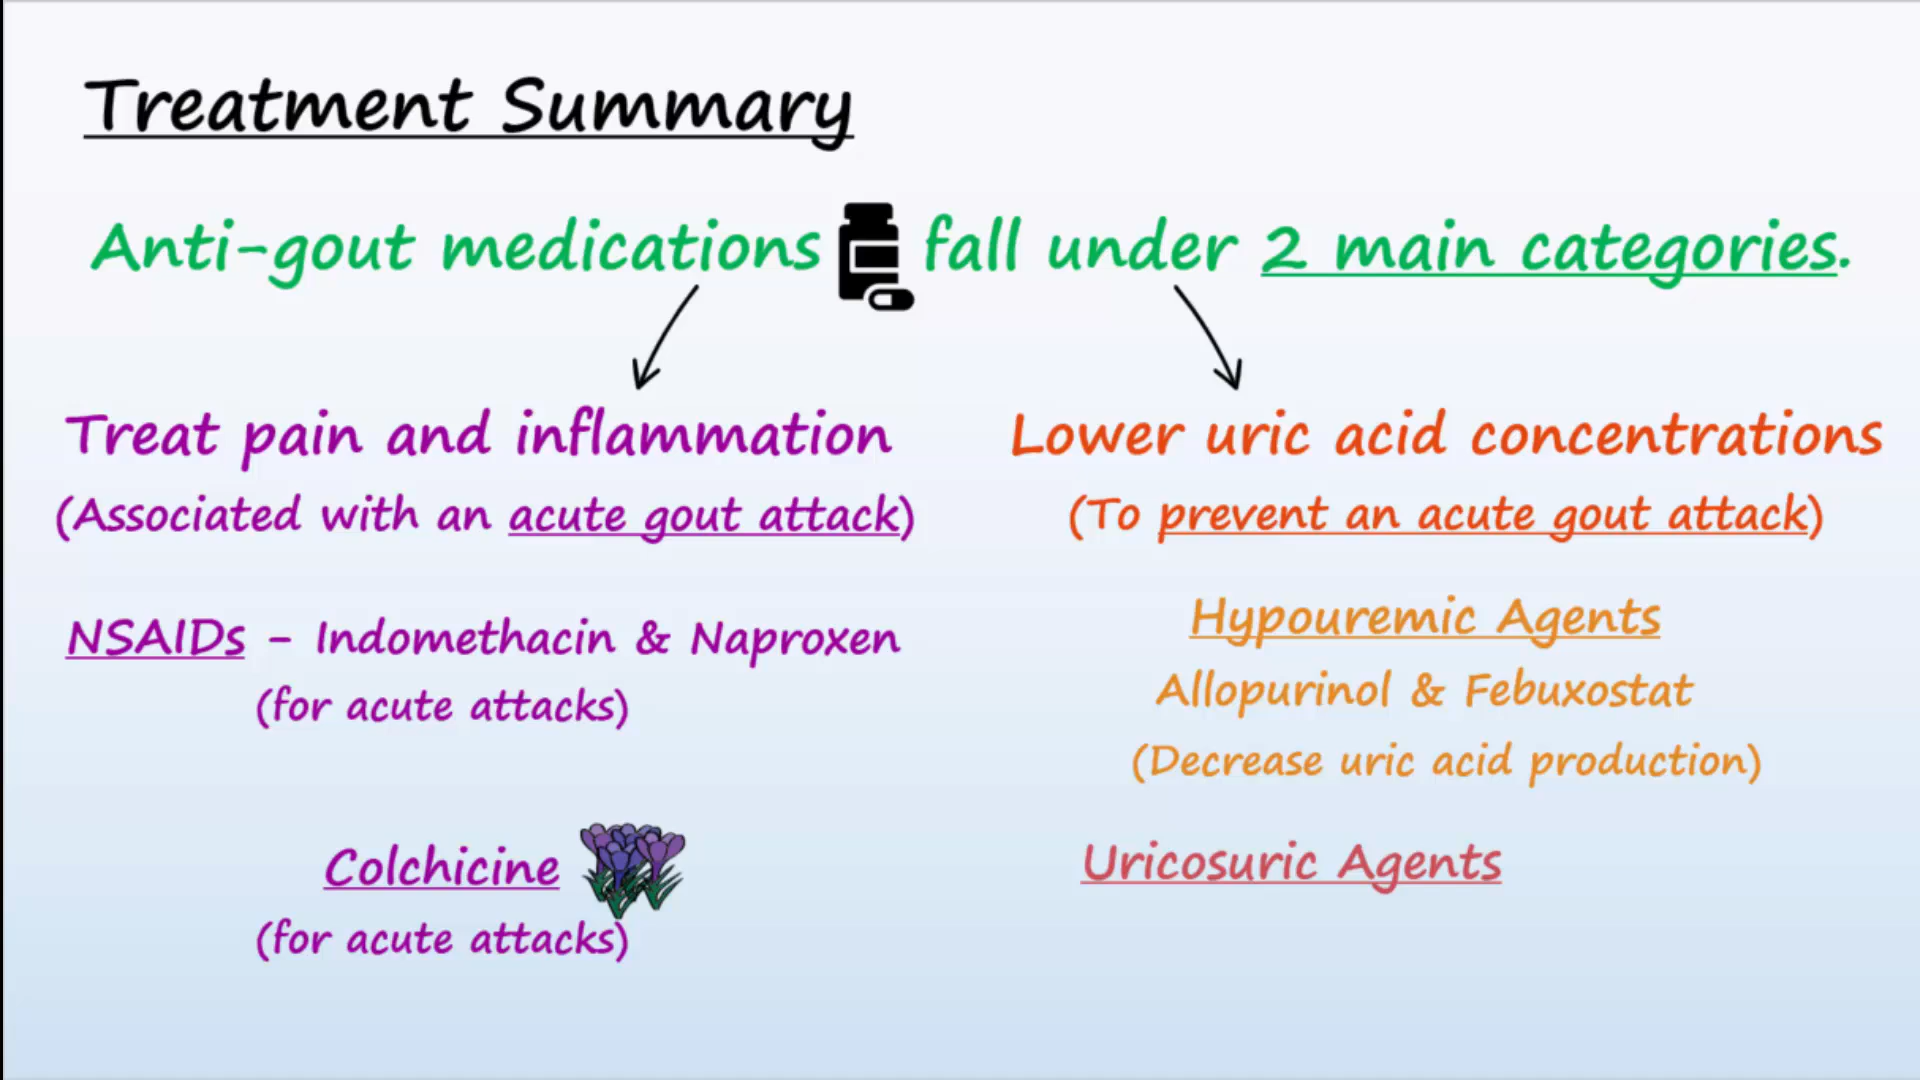 Treatment Summary
Anti-gout medications fall under 2 main categories.
Treat pain and inflammation
(Associated with an acute gout attack)
NSAIDs - Indomethacin & Naproxen
(for acute attacks)
Colchicine
(for acute attacks)
Lower uric acid concentrations
(To prevent an acute gout attack)
Hypouremic Agents
Allopurinol & Febuxostat
(Decrease uric acid production)
Uricosuric Agents